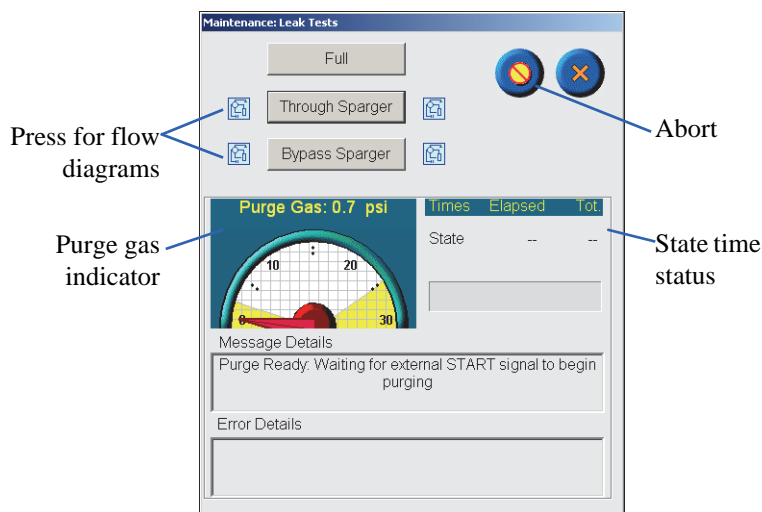 Maintenance: Leak Tests
Full
Through Sparger
Bypass Sparger
Press for flow
diagrams
Abort
Purge Gas: 0.7 psi
Times Elapsed Tot.
State -- --
Purge gas
indicator
State time
status
0 10 20 30
Message Details
Purge Ready: Waiting for external START signal to begin
purging
Error Details